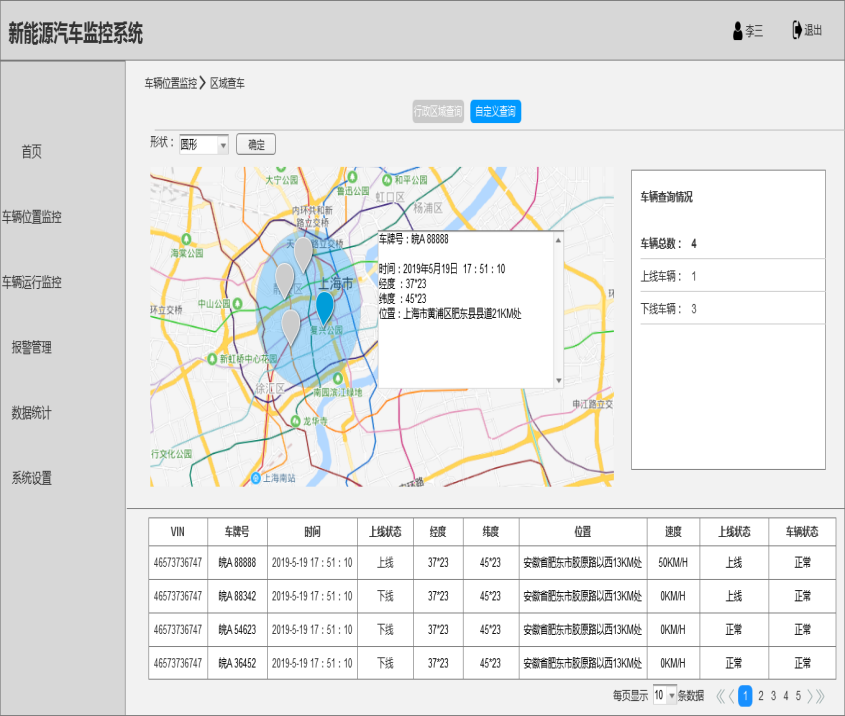 新能源汽车监控系统
李三
退出
车辆位置监控 区域查车
行政区域查询
自定义查询
形状：
圆形
确定
首页
车辆位置监控
车辆运行监控
报警管理
数据统计
系统设置
大宁公园
鲁迅公园
和平公园
虹口区
杨浦区
内环共和新
路立交桥
海棠公园
中山公园
环立交桥
上海市
复兴公园
新虹桥中心花园
徐汇区
南园滨江绿地
龙华寺
行文化公园
上海南站
申江路立交
车牌号：皖A 88888
时间：2019年5月19日 17：51：10
经度 ：37*23
纬度 ：45*23
位置：上海市黄浦区肥东县县道21KM处
车辆查询情况
车辆总数： 4
上线车辆： 1
下线车辆： 3
VIN 车牌号 时间 上线状态 经度 纬度 位置 速度 上线状态 车辆状态
46573736747 皖A 88888 2019-5-19 17：51：10 上线 37*23 45*23 安徽省肥东市胶原路以西13KM处 50KM/H 上线 正常
46573736747 皖A 88342 2019-5-19 17：51：10 下线 37*23 45*23 安徽省肥东市胶原路以西13KM处 0KM/H 上线 正常
46573736747 皖A 54623 2019-5-19 17：51：10 下线 37*23 45*23 安徽省肥东市胶原路以西13KM处 0KM/H 正常 正常
46573736747 皖A 36452 2019-5-19 17：51：10 下线 37*23 45*23 安徽省肥东市胶原路以西13KM处 0KM/H 正常 正常
每页显示 10 条数据 1 2 3 4 5